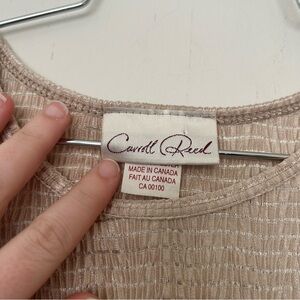 Carroll Reed
MADE IN CANADA
FAIT AU CANADA
CA 00100